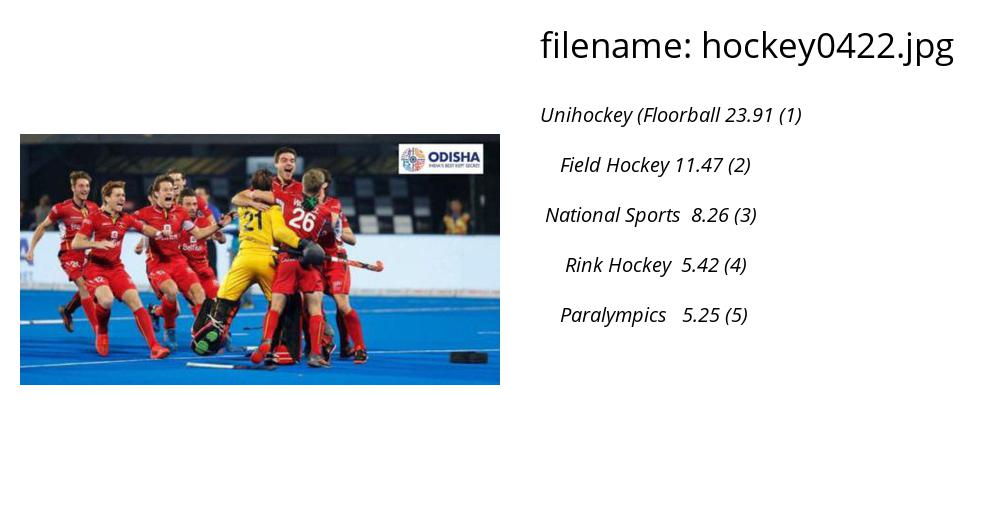 filename: hockey0422.jpg
Unihockey (Floorball 23.91 (1)
Field Hockey 11.47 (2)
National Sports 8.26 (3)
Rink Hockey 5.42 (4)
Paralympics 5.25 (5)
ODISHA
INDIA'S BEST KEPT SECRET
21
26